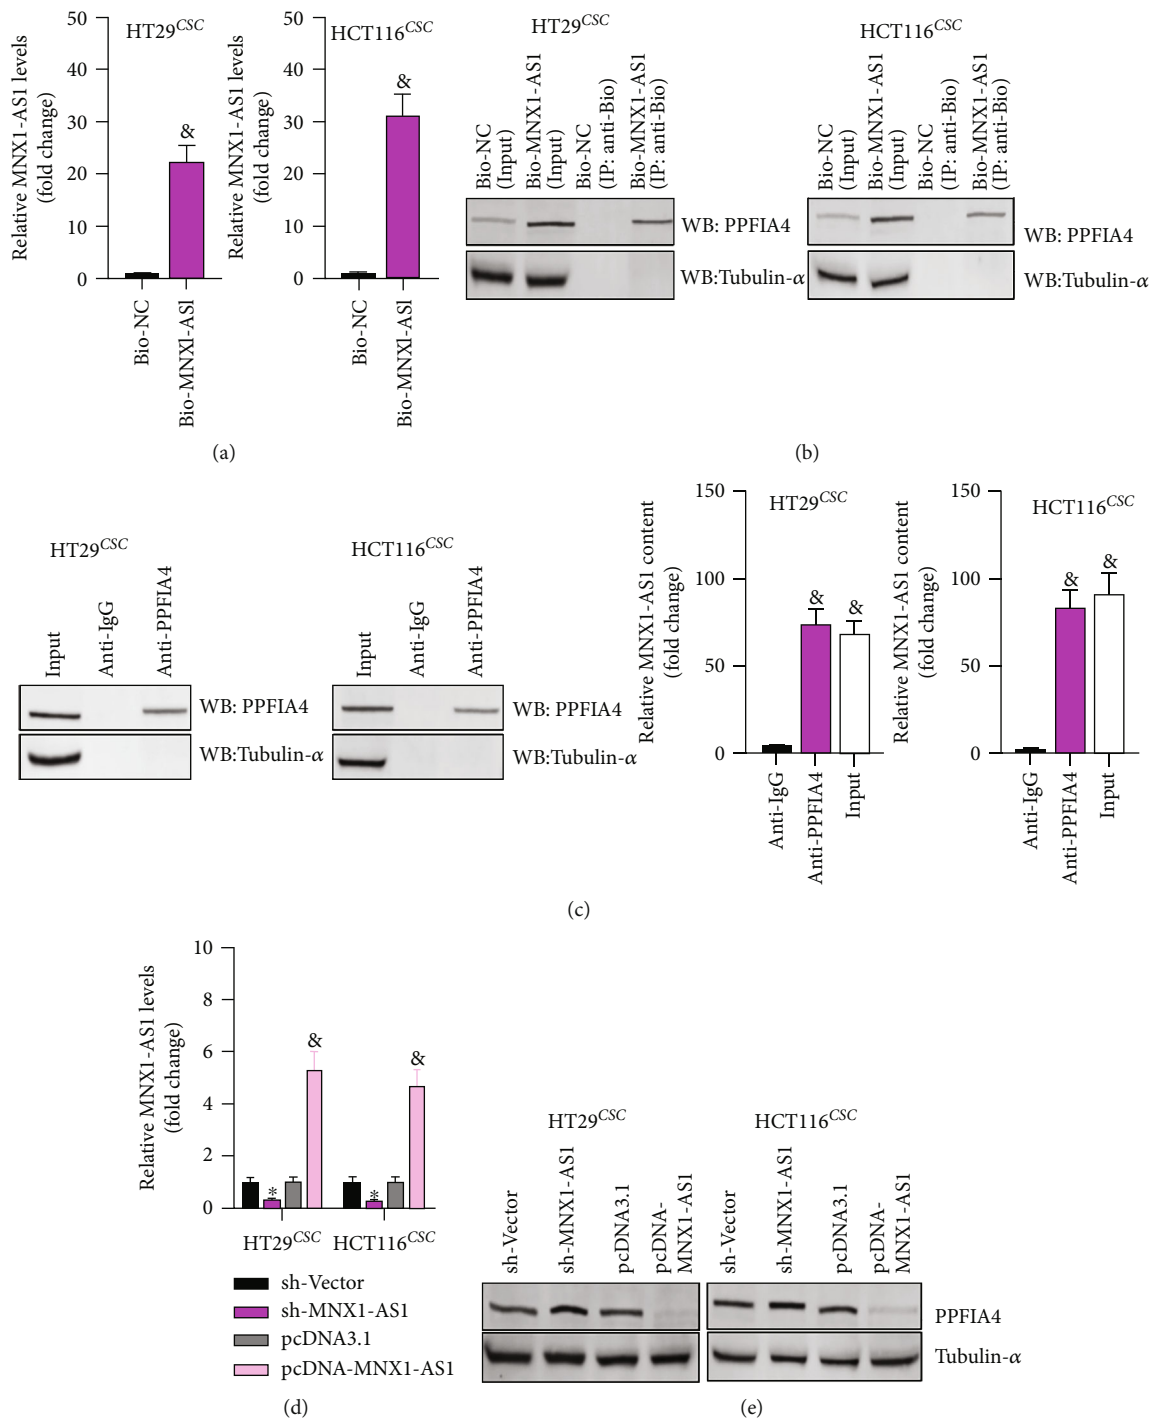 Relative MNX1-AS1 levels
(fold change)
50
40
30
20
10
0
HT29CSC
&
Bio-NC
Bio-MNXl-ASl
Relative MNX1-AS1 levels
(fold change)
50
40
30
20
10
0
HCT116CSC
&
Bio-NC
Bio-MNXl-AS1
(a)
HT29CSC
Bio-NC
(Input)
Bio-MNX1-AS1
(Input)
Bio-NC
(IP: anti-Bio)
Bio-MNX1-AS1
(IP: anti-Bio)
WB: PPFIA4
WB:Tubulin-α
HCT116CSC
Bio-NC
(Input)
Bio-MNX1-AS1
(Input)
Bio-NC
(IP: anti-Bio)
Bio-MNX1-AS1
(IP: anti-Bio)
WB: PPFIA4
WB:Tubulin-α
(b)
HT29CSC
Input
Anti-IgG
Anti-PPFIA4
WB: PPFIA4
WB:Tubulin-α
HCT116CSC
Input
Anti-IgG
Anti-PPFIA4
WB: PPFIA4
WB:Tubulin-α
Relative MNX1-AS1 content
(fold change)
150
100
50
0
HT29CSC
&
&
Anti-IgG
Anti-PPFIA4
Input
Relative MNX1-AS1 content
(fold change)
150
100
50
0
HCT116CSC
&
&
Anti-IgG
Anti-PPFIA4
Input
(c)
Relative MNX1-AS1 levels
(fold change)
10
8
6
4
2
0
*
&
*
&
HT29CSC
HCT116CSC
sh-Vector
sh-MNX1-AS1
pcDNA3.1
pcDNA-MNX1-AS1
(d)
HT29CSC
sh-Vector
sh-MNX1-AS1
pcDNA3.1
pcDNA-
MNX1-AS1
HCT116CSC
sh-Vector
sh-MNX1-AS1
pcDNA3.1
pcDNA-
MNX1-AS1
PPFIA4
Tubulin-α
(e)